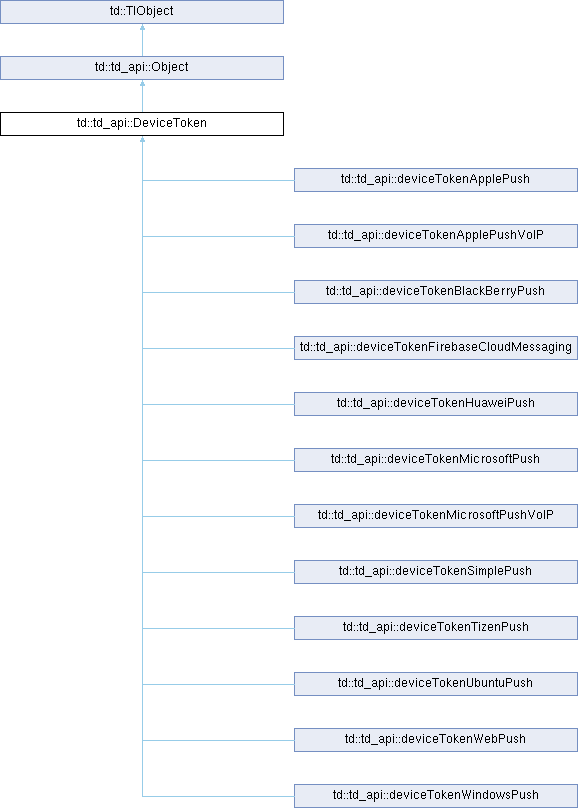 td::TlObject
td::td_api::Object
td::td_api::DeviceToken
td::td_api::deviceTokenApplePush
td::td_api::deviceTokenApplePushVoIP
td::td_api::deviceTokenBlackBerryPush
td::td_api::deviceTokenFirebaseCloudMessaging
td::td_api::deviceTokenHuaweiPush
td::td_api::deviceTokenMicrosoftPush
td::td_api::deviceTokenMicrosoftPushVoIP
td::td_api::deviceTokenSimplePush
td::td_api::deviceTokenTizenPush
td::td_api::deviceTokenUbuntuPush
td::td_api::deviceTokenWebPush
td::td_api::deviceTokenWindowsPush